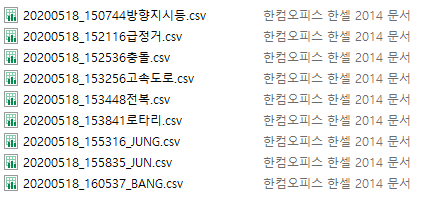 20200518_150744방향지시등.csv 한컴오피스 한셀 2014 문서
20200518_152116급정거.csv 한컴오피스 한셀 2014 문서
20200518_152536충돌.csv 한컴오피스 한셀 2014 문서
20200518_153256고속도로.csv 한컴오피스 한셀 2014 문서
20200518_153448전복.csv 한컴오피스 한셀 2014 문서
20200518_153841로타리.csv 한컴오피스 한셀 2014 문서
20200518_155316_JUNG.csv 한컴오피스 한셀 2014 문서
20200518_155835_JUN.csv 한컴오피스 한셀 2014 문서
20200518_160537_BANG.csv 한컴오피스 한셀 2014 문서